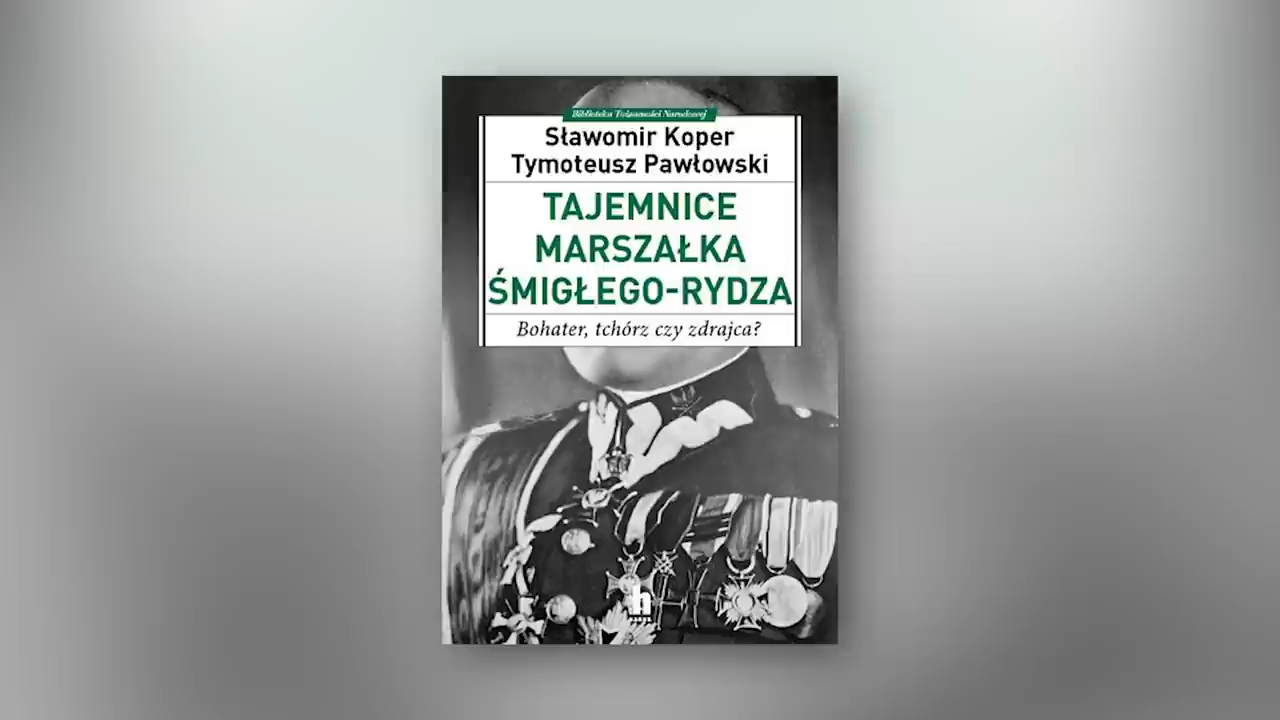 Biblioteka Tożsamości Narodowej
Sławomir Koper
Tymoteusz Pawłowski
TAJEMNICE
MARSZAŁKA
ŚMIGŁEGO-RYDZA
Bohater, tchórz czy zdrajca?
h